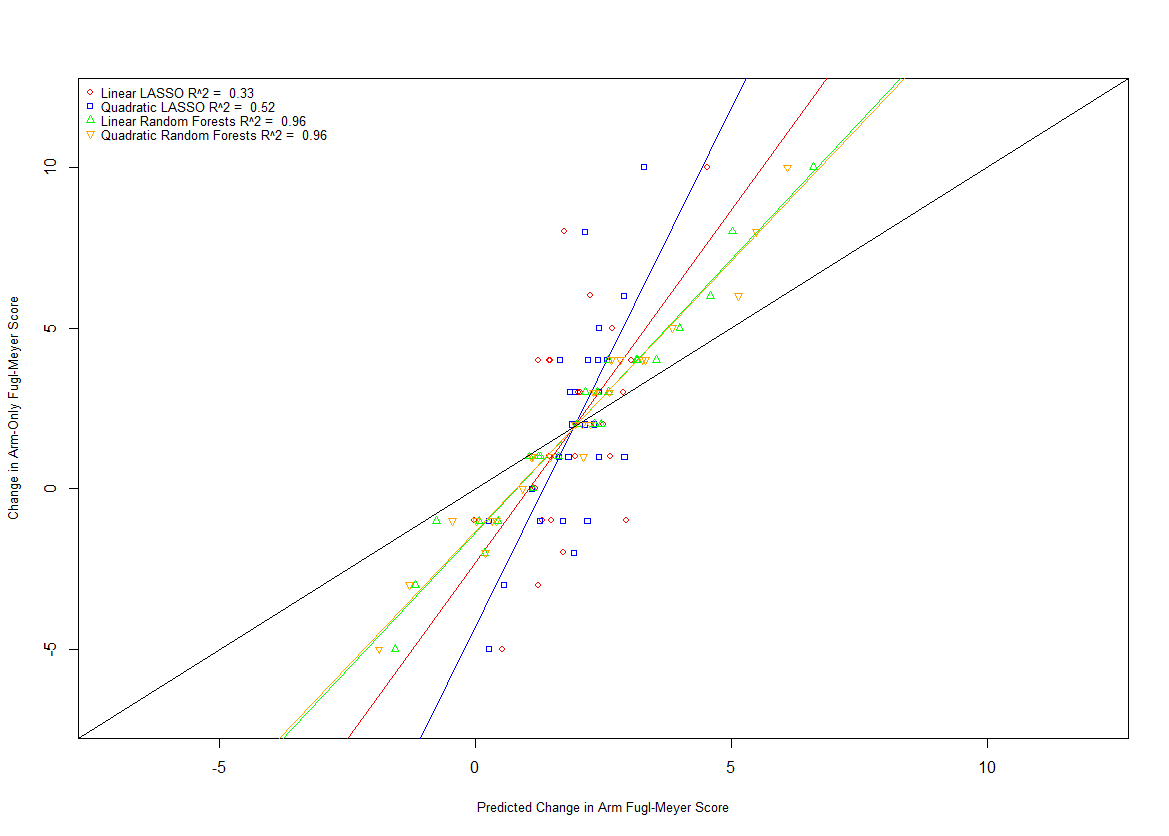 Linear LASSO R^2 = 0.33
Quadratic LASSO R^2 = 0.52
Linear Random Forests R^2 = 0.96
Quadratic Random Forests R^2 = 0.96
Change in Arm-Only Fugl-Meyer Score
10
5
0
-5
-5 0 5 10
Predicted Change in Arm Fugl-Meyer Score